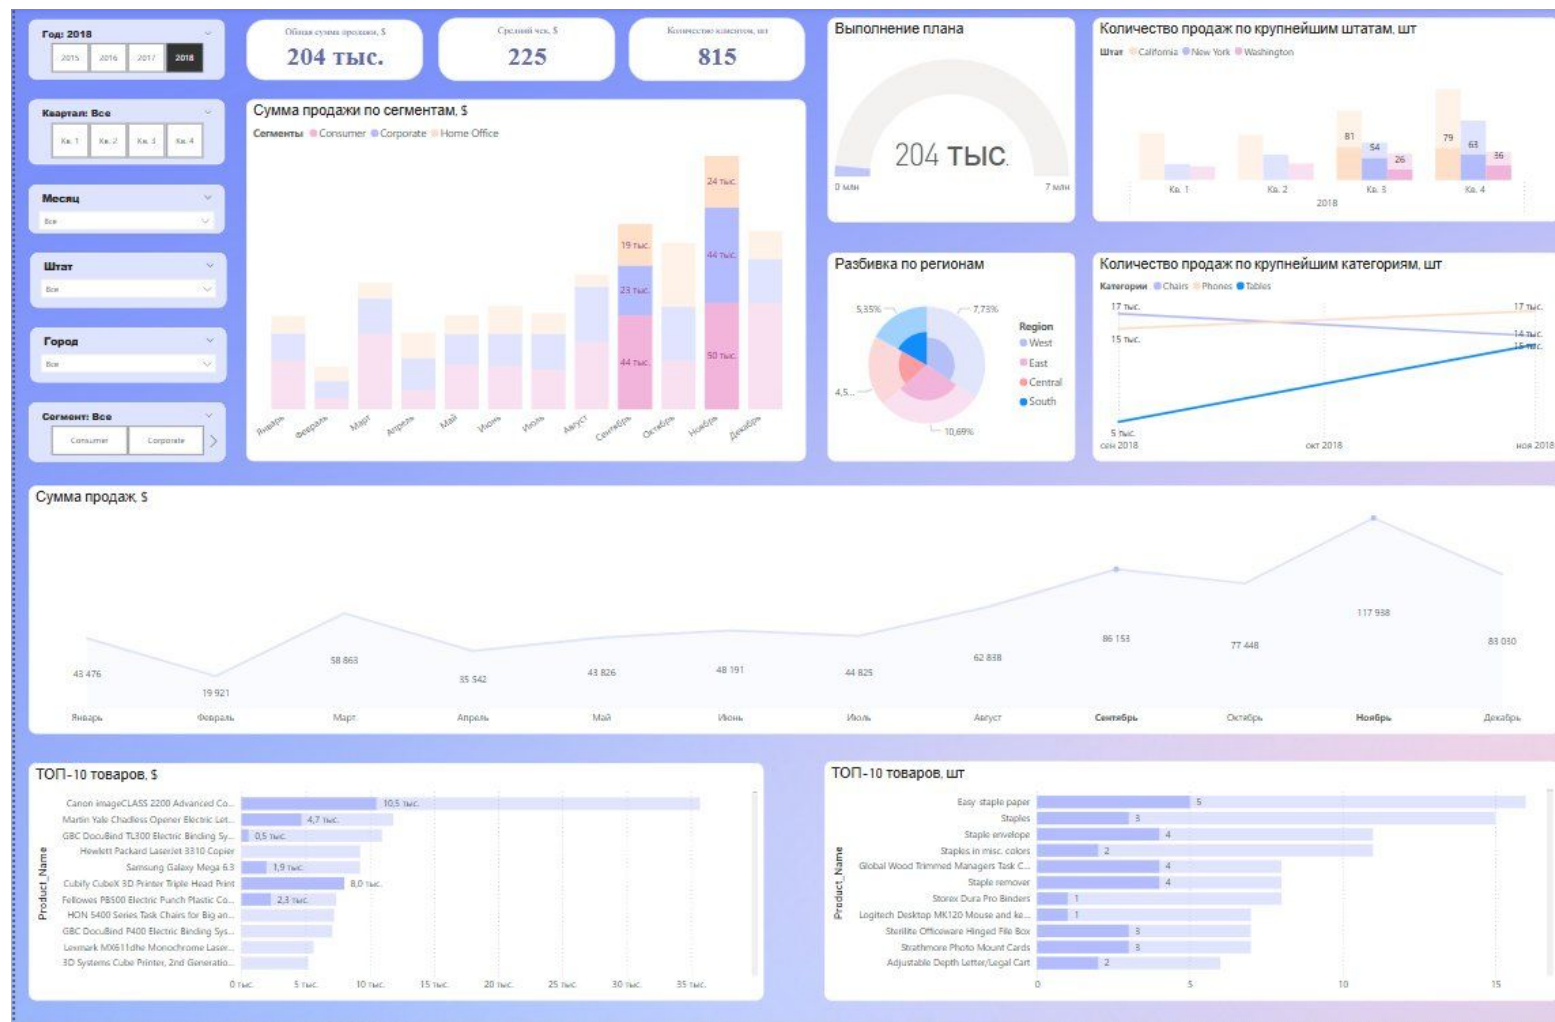 Год: 2018
2015 2016 2017 2018
Квартал: Все
Кв. 1 Кв. 2 Кв. 3 Кв. 4
Месяц
Все
Штат
Все
Город
Все
Сегмент: Все
Consumer Corporate
Общая сумма продажи, $
204 тыс.
Средний чек, $
225
Количество клиентов, шт
815
Сумма продажи по сегментам, $
Сегменты Consumer Corporate Home Office
24 тыс.
19 тыс.
44 тыс.
23 тыс.
50 тыс.
44 тыс.
Январь Февраль Март Апрель Май Июнь Июль Август Сентябрь Октябрь Ноябрь Декабрь
Выполнение плана
204 тыс.
0 млн 7 млн
Количество продаж по крупнейшим штатам, шт
Штат California New York Washington
81 54 26 79 63 36
Кв. 1 Кв. 2 Кв. 3 Кв. 4
2018
Разбивка по регионам
5,35% 7,73%
4,5...
10,69%
Region
West
East
Central
South
Количество продаж по крупнейшим категориям, шт
Категории Chairs Phones Tables
17 тыс. 17 тыс.
15 тыс. 14 тыс.
15 тыс.
5 тыс.
сен 2018 окт 2018 ноя 2018
Сумма продаж, $
43 476 19 921 58 863 35 542 43 826 48 191 44 825 62 838 86 153 77 448 117 938 83 030
Январь Февраль Март Апрель Май Июнь Июль Август Сентябрь Октябрь Ноябрь Декабрь
ТОП-10 товаров, $
Product_Name
Canon imageCLASS 2200 Advanced Co... 10,5 тыс.
Martin Yale Chadless Opener Electric Let... 4,7 тыс.
GBC DocuBind TL300 Electric Binding Sy... 0,5 тыс.
Hewlett Packard LaserJet 3310 Copier
Samsung Galaxy Mega 6.3 1,9 тыс.
Cubify CubeX 3D Printer Triple Head Print 8,0 тыс.
Fellowes PB500 Electric Punch Plastic Co... 2,3 тыс.
HON 5400 Series Task Chairs for Big an...
GBC DocuBind P400 Electric Binding Sys...
Lexmark MX611dhe Monochrome Laser...
3D Systems Cube Printer, 2nd Generatio...
0 тыс. 5 тыс. 10 тыс. 15 тыс. 20 тыс. 25 тыс. 30 тыс. 35 тыс.
ТОП-10 товаров, шт
Product_Name
Easy-staple paper 5
Staples 3
Staple envelope 4
Staples in misc. colors 2
Global Wood Trimmed Managers Task C... 4
Staple remover 4
Storex Dura Pro Binders 1
Logitech Desktop MK120 Mouse and ke... 1
Sterilite Officeware Hinged File Box 3
Strathmore Photo Mount Cards 3
Adjustable Depth Letter/Legal Cart 2
0 5 10 15